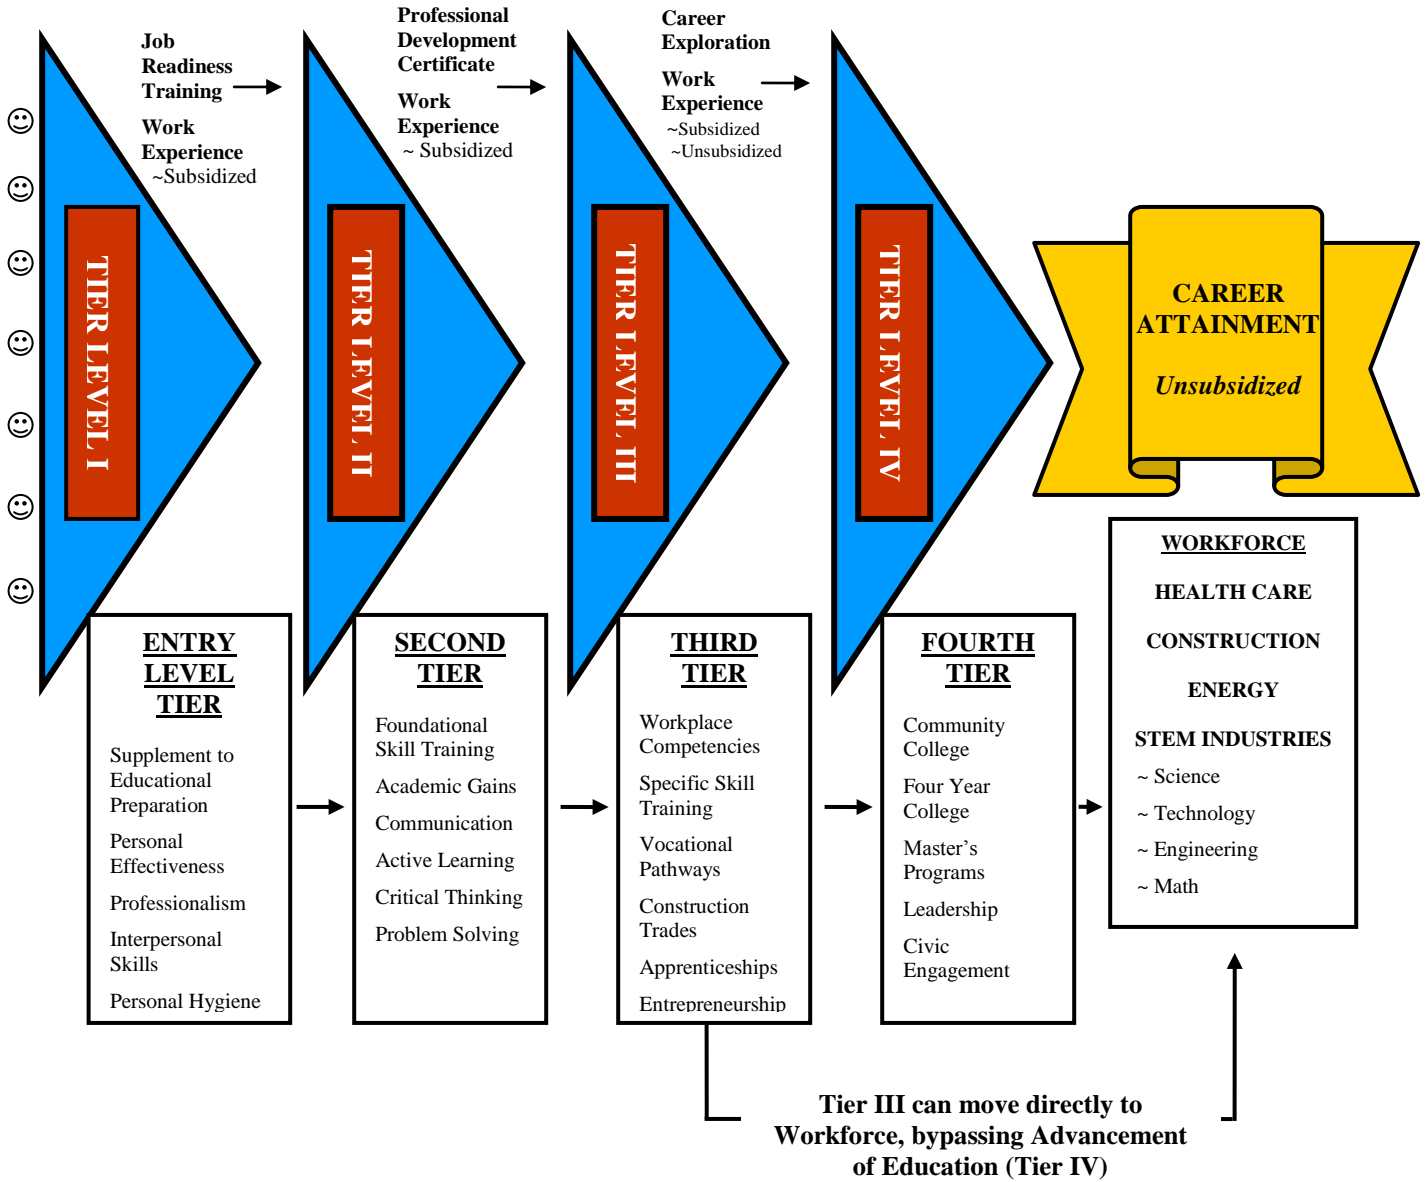 Job
Readiness
Training
Work
Experience
~Subsidized
Professional
Development
Certificate
Work
Experience
~ Subsidized
Career
Exploration
Work
Experience
~Subsidized
~Unsubsidized
TIER LEVEL I
TIER LEVEL II
TIER LEVEL III
TIER LEVEL IV
CAREER
ATTAINMENT
Unsubsidized
ENTRY
LEVEL
TIER
Supplement to
Educational
Preparation
Personal
Effectiveness
Professionalism
Interpersonal
Skills
Personal Hygiene
SECOND
TIER
Foundational
Skill Training
Academic Gains
Communication
Active Learning
Critical Thinking
Problem Solving
THIRD
TIER
Workplace
Competencies
Specific Skill
Training
Vocational
Pathways
Construction
Trades
Apprenticeships
Entrepreneurship
FOURTH
TIER
Community
College
Four Year
College
Master’s
Programs
Leadership
Civic
Engagement
WORKFORCE
HEALTH CARE
CONSTRUCTION
ENERGY
STEM INDUSTRIES
~ Science
~ Technology
~ Engineering
~ Math
Tier III can move directly to
Workforce, bypassing Advancement
of Education (Tier IV)